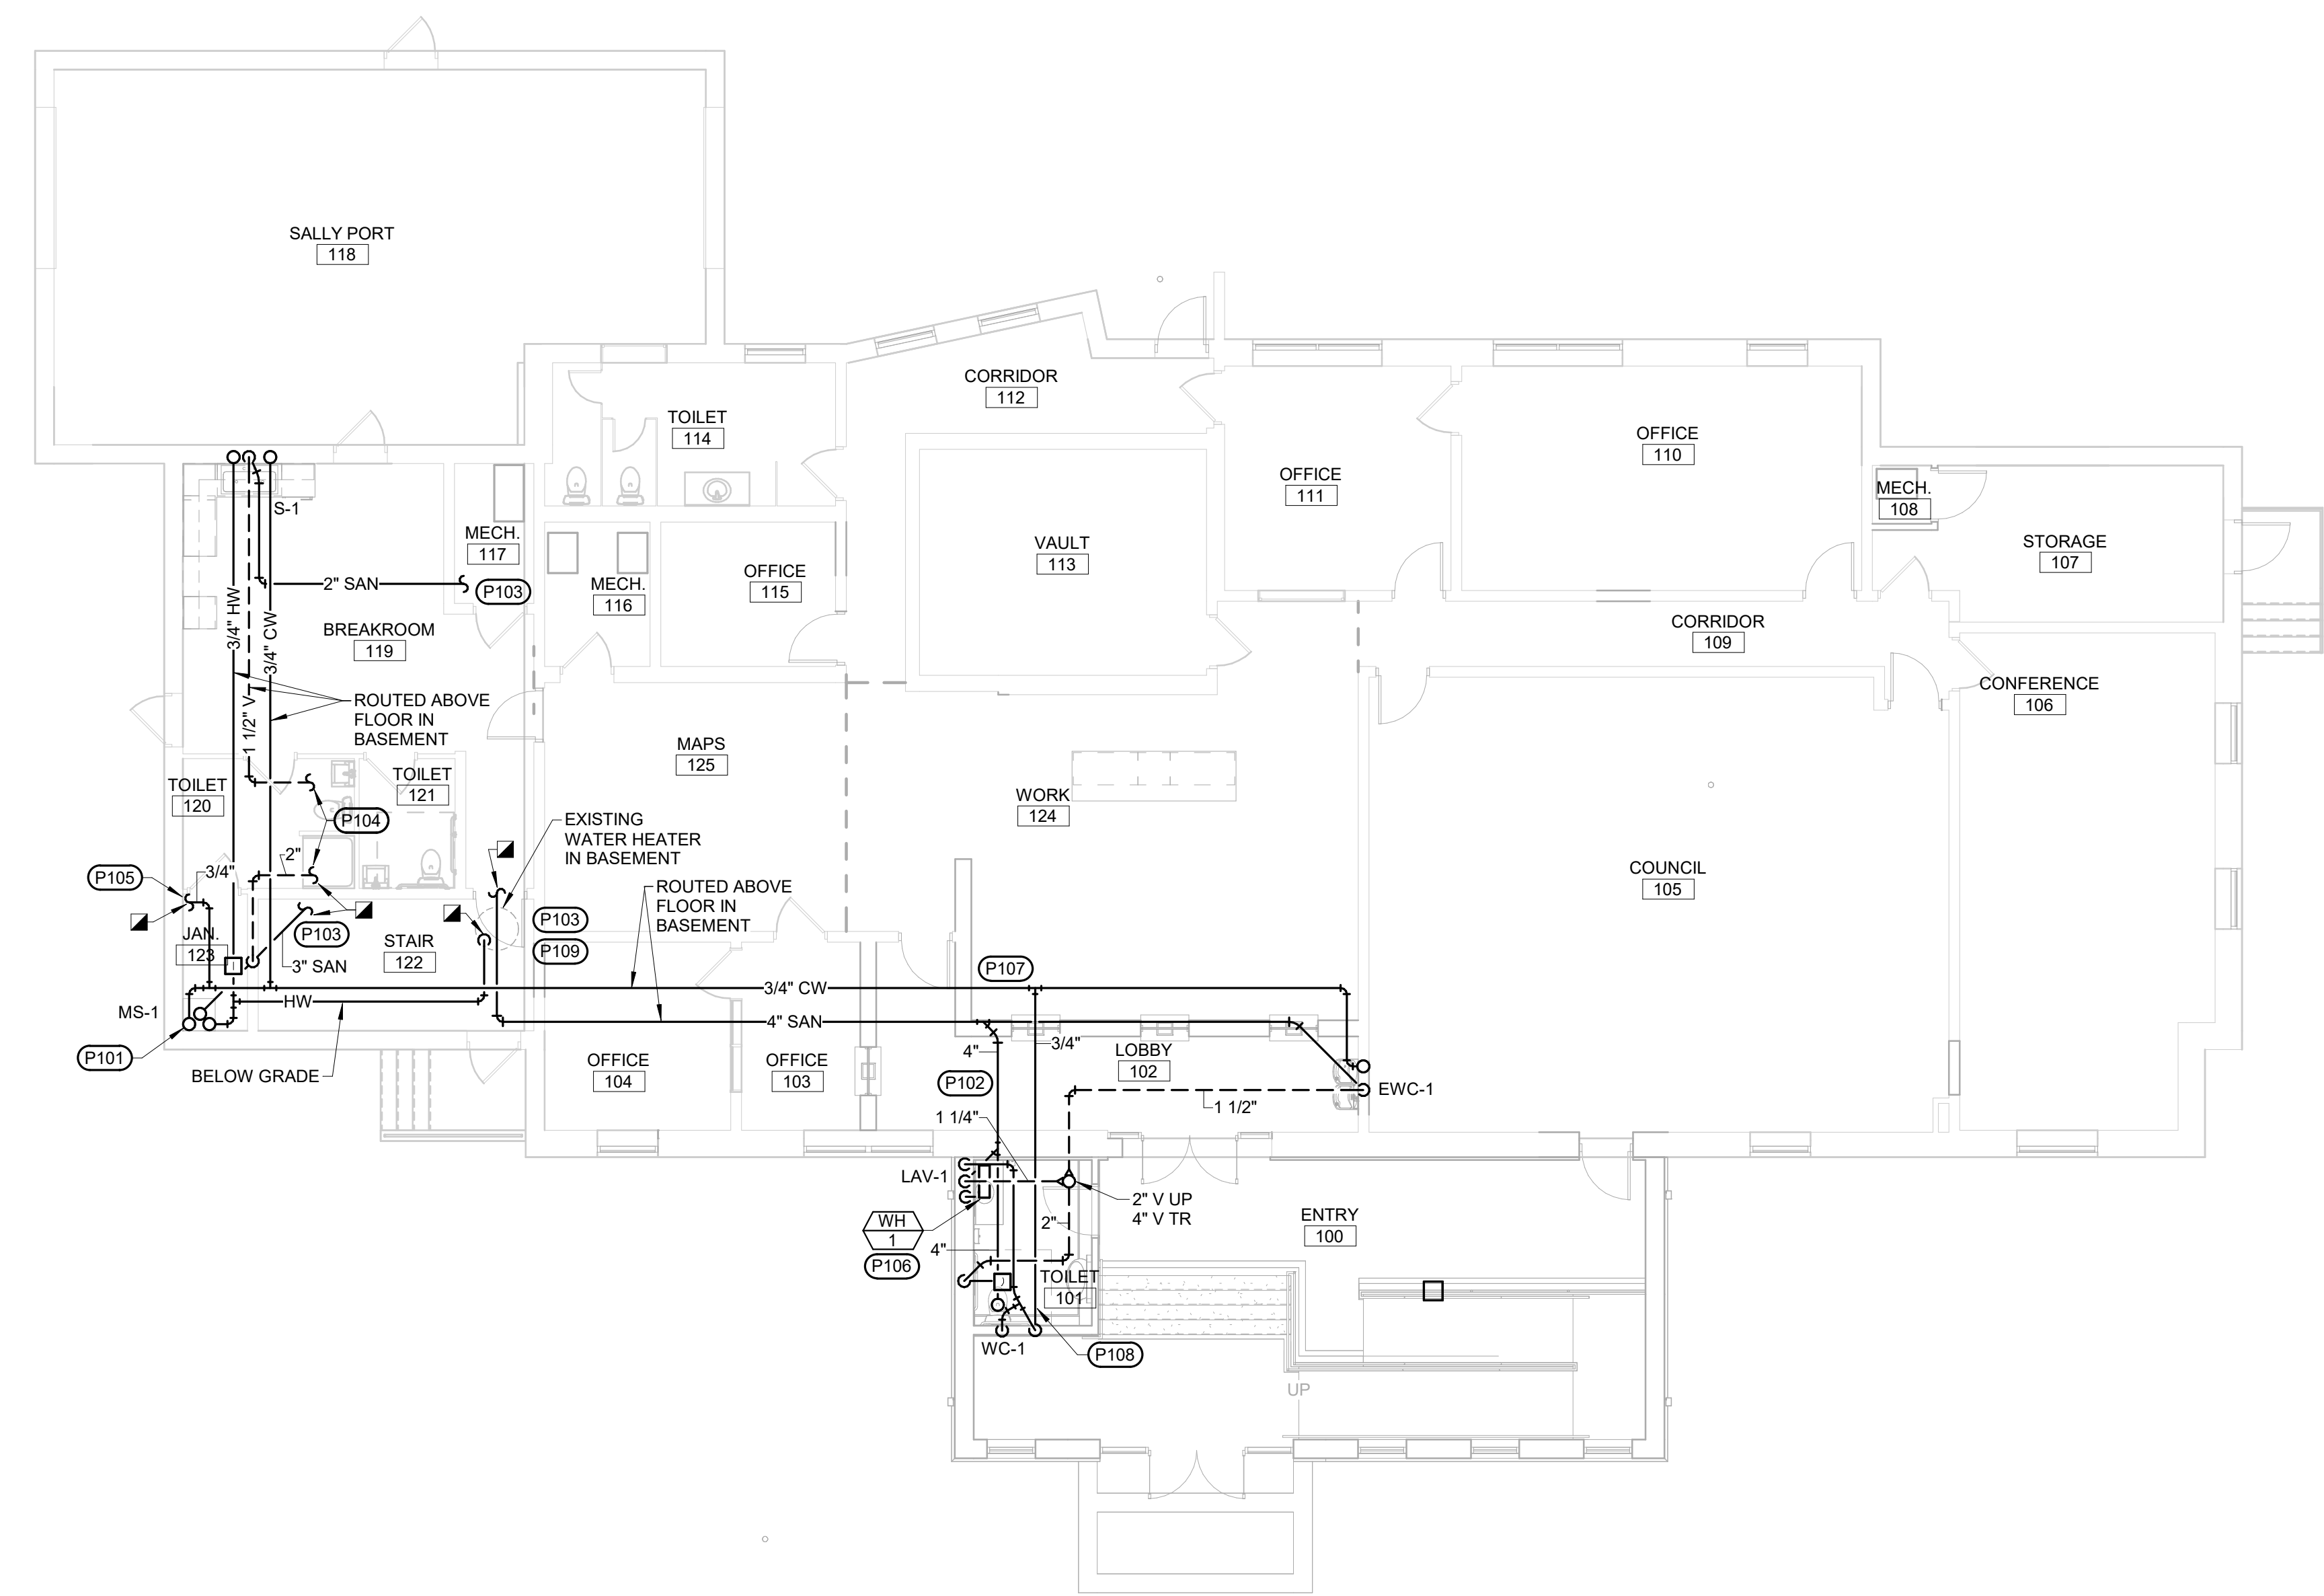 SALLY PORT
118
CORRIDOR
112
TOILET
114
OFFICE
110
OFFICE
111
MECH.
108
S-1
MECH.
117
VAULT
113
STORAGE
107
2" SAN
P103
MECH.
116
OFFICE
115
3/4" HW
3/4" CW
BREAKROOM
119
CORRIDOR
109
CONFERENCE
106
ROUTED ABOVE
FLOOR IN
BASEMENT
1 1/2" V
MAPS
125
TOILET
120
TOILET
121
WORK
124
P104
EXISTING
WATER HEATER
IN BASEMENT
2"
P105
3/4"
COUNCIL
105
ROUTED ABOVE
FLOOR IN
BASEMENT
P103
P109
P103
JAN.
123
STAIR
122
3" SAN
P107
3/4" CW
HW
MS-1
4" SAN
P101
BELOW GRADE
OFFICE
104
OFFICE
103
4"
3/4"
LOBBY
102
P102
EWC-1
1 1/2"
1 1/4"
LAV-1
2" V UP
4" V TR
WH
1
2"
4"
P106
ENTRY
100
TOILET
101
WC-1
P108
UP